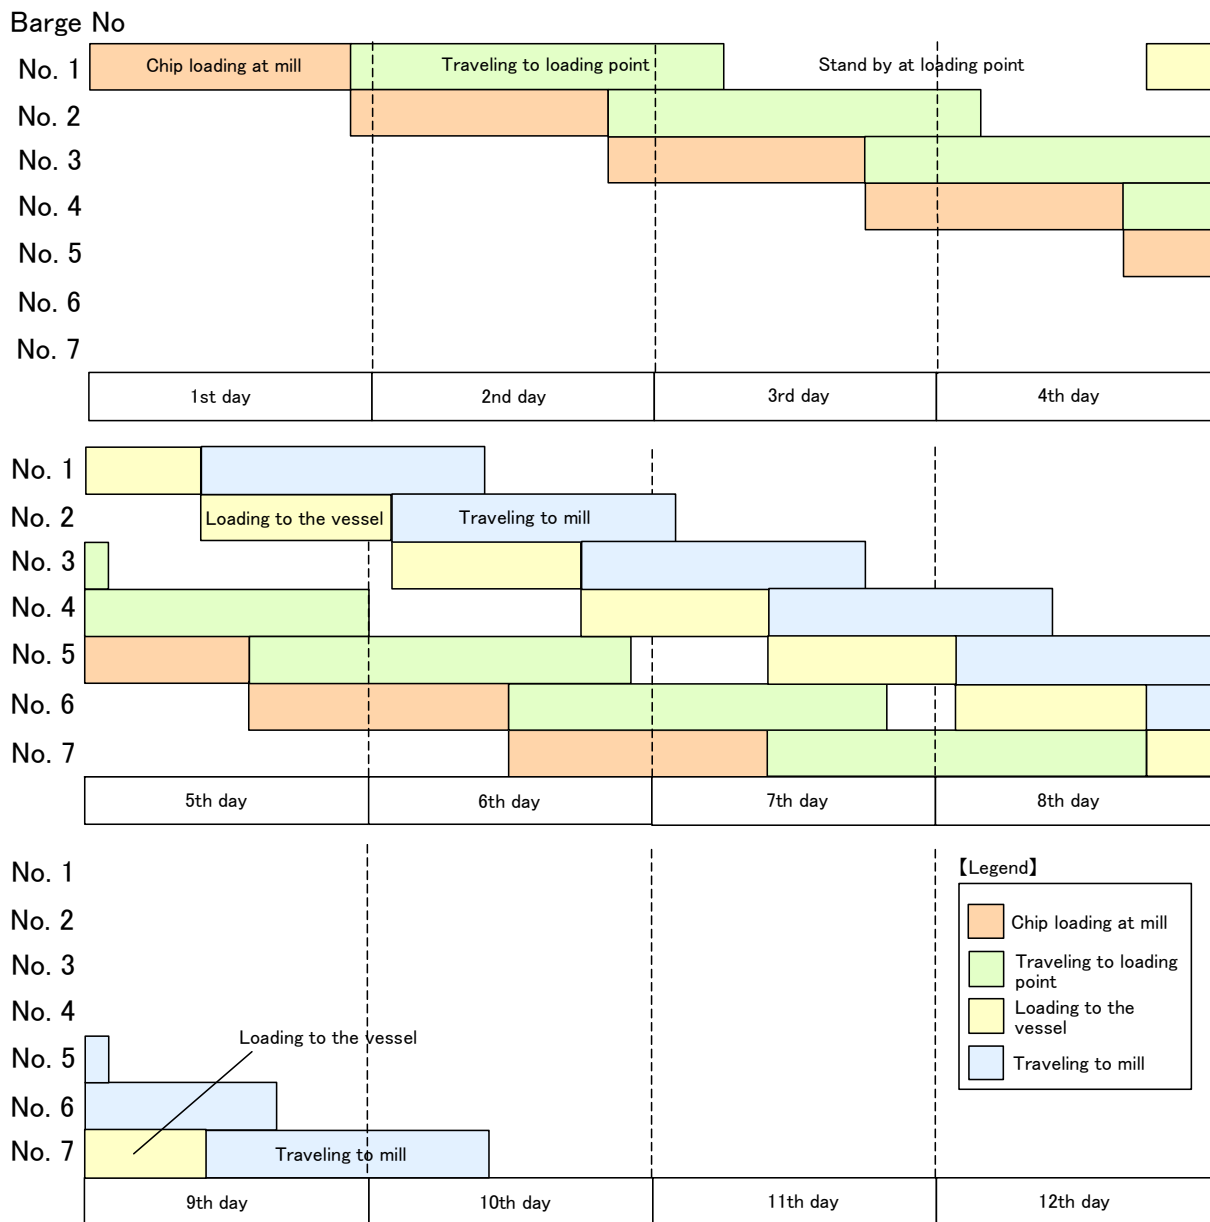 Barge No
No. 1
Chip loading at mill
Traveling to loading point
Stand by at loading point
No. 2
No. 3
No. 4
No. 5
No. 6
No. 7
1st day
2nd day
3rd day
4th day
No. 1
No. 2
Loading to the vessel
Traveling to mill
No. 3
No. 4
No. 5
No. 6
No. 7
5th day
6th day
7th day
8th day
No. 1
No. 2
No. 3
No. 4
Loading to the vessel
No. 5
No. 6
No. 7
Traveling to mill
9th day
10th day
11th day
12th day
【Legend】
Chip loading at mill
Traveling to loading
point
Loading to the
vessel
Traveling to mill